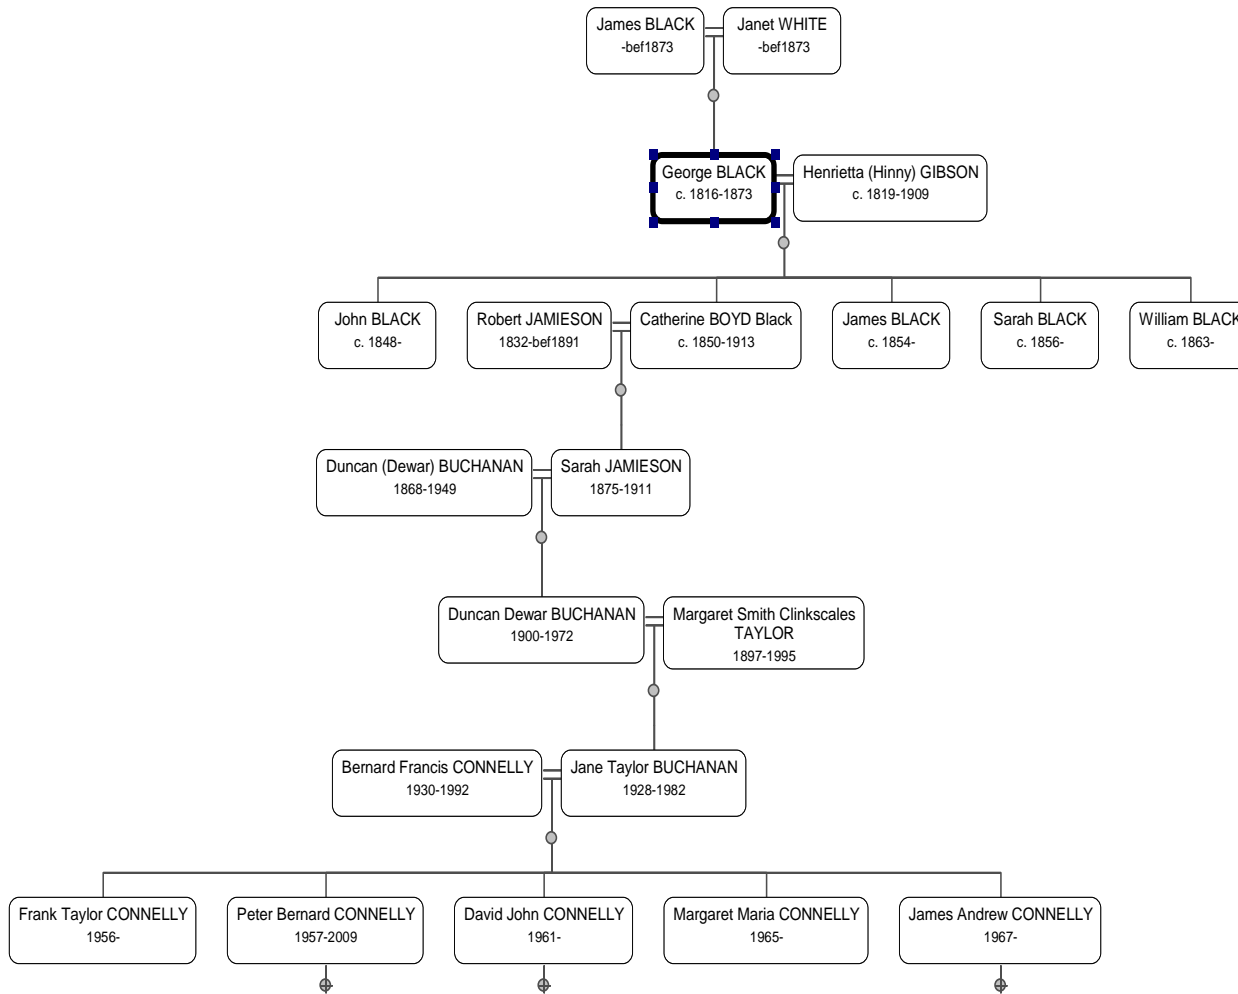 James BLACK
-bef1873
Janet WHITE
-bef1873
George BLACK
c. 1816-1873
Henrietta (Hinny) GIBSON
c. 1819-1909
John BLACK
c. 1848-
Robert JAMIESON
1832-bef1891
Catherine BOYD Black
c. 1850-1913
James BLACK
c. 1854-
Sarah BLACK
c. 1856-
William BLACK
c. 1863-
Duncan (Dewar) BUCHANAN
1868-1949
Sarah JAMIESON
1875-1911
Duncan Dewar BUCHANAN
1900-1972
Margaret Smith Clinkscales
TAYLOR
1897-1995
Bernard Francis CONNELLY
1930-1992
Jane Taylor BUCHANAN
1928-1982
Frank Taylor CONNELLY
1956-
Peter Bernard CONNELLY
1957-2009
David John CONNELLY
1961-
Margaret Maria CONNELLY
1965-
James Andrew CONNELLY
1967-